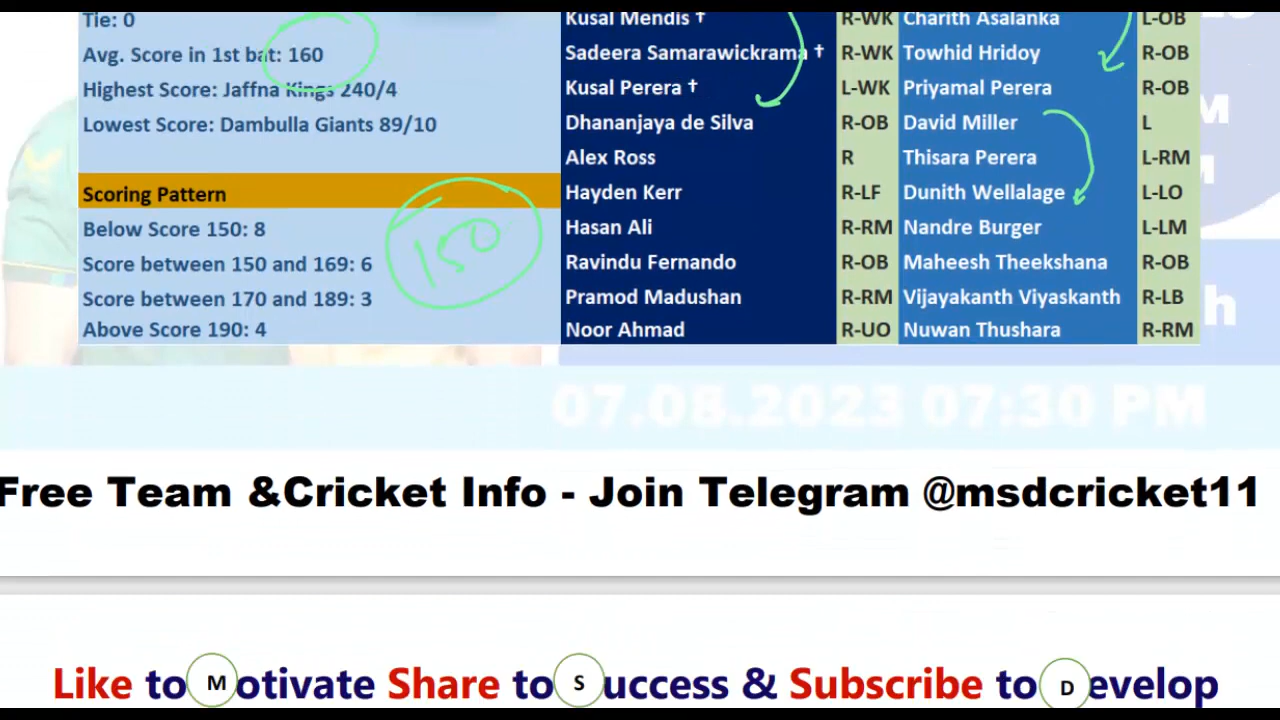 Tie: 0
Avg. Score in 1st bat: 160
Highest Score: Jaffna Kings 240/4
Lowest Score: Dambulla Giants 89/10
Scoring Pattern
Below Score 150: 8
Score between 150 and 169: 6
Score between 170 and 189: 3
Above Score 190: 4
150
Kusal Mendis † R-WK Charith Asalanka L-OB
Sadeera Samarawickrama † R-WK Towhid Hridoy R-OB
Kusal Perera † L-WK Priyamal Perera R-OB
Dhananjaya de Silva R-OB David Miller L
Alex Ross R Thisara Perera L-RM
Hayden Kerr R-LF Dunith Wellalage L-LO
Hasan Ali R-RM Nandre Burger L-LM
Ravindu Fernando R-OB Maheesh Theekshana R-OB
Pramod Madushan R-RM Vijayakanth Viyaskanth R-LB
Noor Ahmad R-UO Nuwan Thushara R-RM
07.08.2023 07:30 PM
Free Team &Cricket Info - Join Telegram @msdcricket11
Like to Motivate Share to Success & Subscribe to Develop